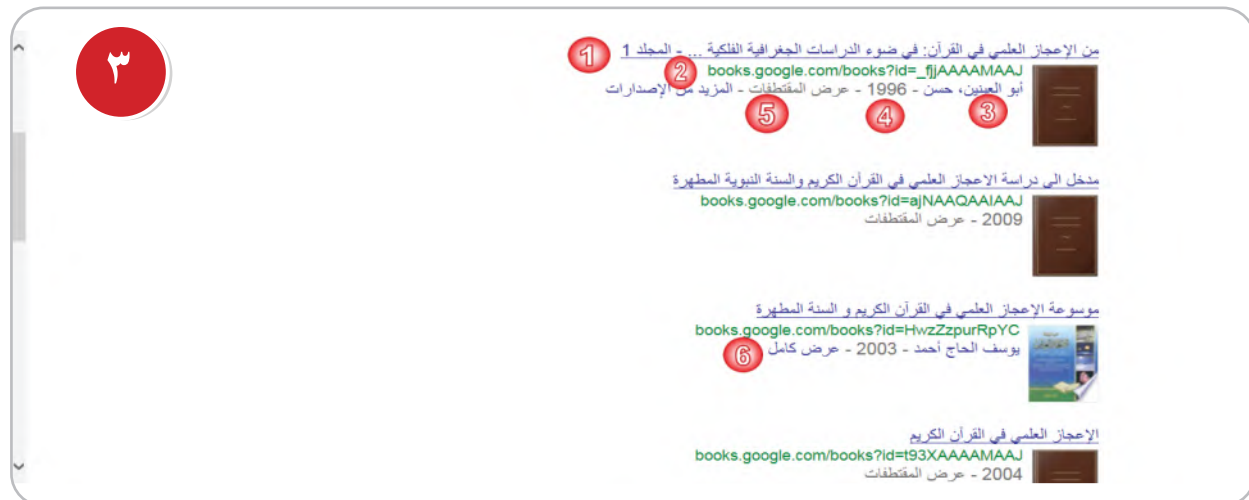 ٣
من الإعجاز العلمي في القرآن: في ضوء الدراسات الجغرافية الفلكية ... - المجلد 1
1
books.google.com/books?id=_fjjAAAAMAAJ
2
أبو العينين، حسن - 1996 - عرض المقتطفات - المزيد من الإصدارات
3 4 5
مدخل الى دراسة الاعجاز العلمي في القرآن الكريم والسنة النبوية المطهرة
books.google.com/books?id=ajNAAQAAIAAJ
2009 - عرض المقتطفات
موسوعة الإعجاز العلمي في القرآن الكريم و السنة المطهرة
books.google.com/books?id=HwzZzpurRpYC
يوسف الحاج أحمد - 2003 - عرض كامل
6
الإعجاز العلمي في القرآن الكريم
books.google.com/books?id=t93XAAAAMAAJ
2004 - عرض المقتطفات